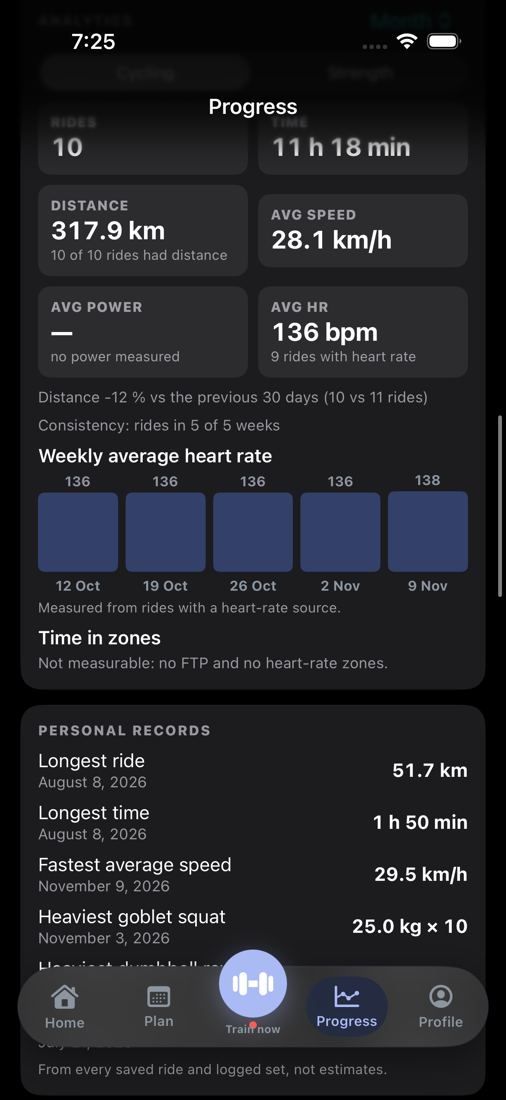 ANALYTICS
Month
7:25
Cycling
Strength
Progress
RIDES
10
TIME
11 h 18 min
DISTANCE
317.9 km
10 of 10 rides had distance
AVG SPEED
28.1 km/h
AVG POWER
—
no power measured
AVG HR
136 bpm
9 rides with heart rate
Distance -12 % vs the previous 30 days (10 vs 11 rides)
Consistency: rides in 5 of 5 weeks
Weekly average heart rate
136 136 136 136 138
12 Oct 19 Oct 26 Oct 2 Nov 9 Nov
Measured from rides with a heart-rate source.
Time in zones
Not measurable: no FTP and no heart-rate zones.
PERSONAL RECORDS
Longest ride
August 8, 2026
51.7 km
Longest time
August 8, 2026
1 h 50 min
Fastest average speed
November 9, 2026
29.5 km/h
Heaviest goblet squat
November 3, 2026
25.0 kg × 10
Heaviest dumbbell
Home
Plan
Train now
Progress
Profile
From every saved ride and logged set, not estimates.